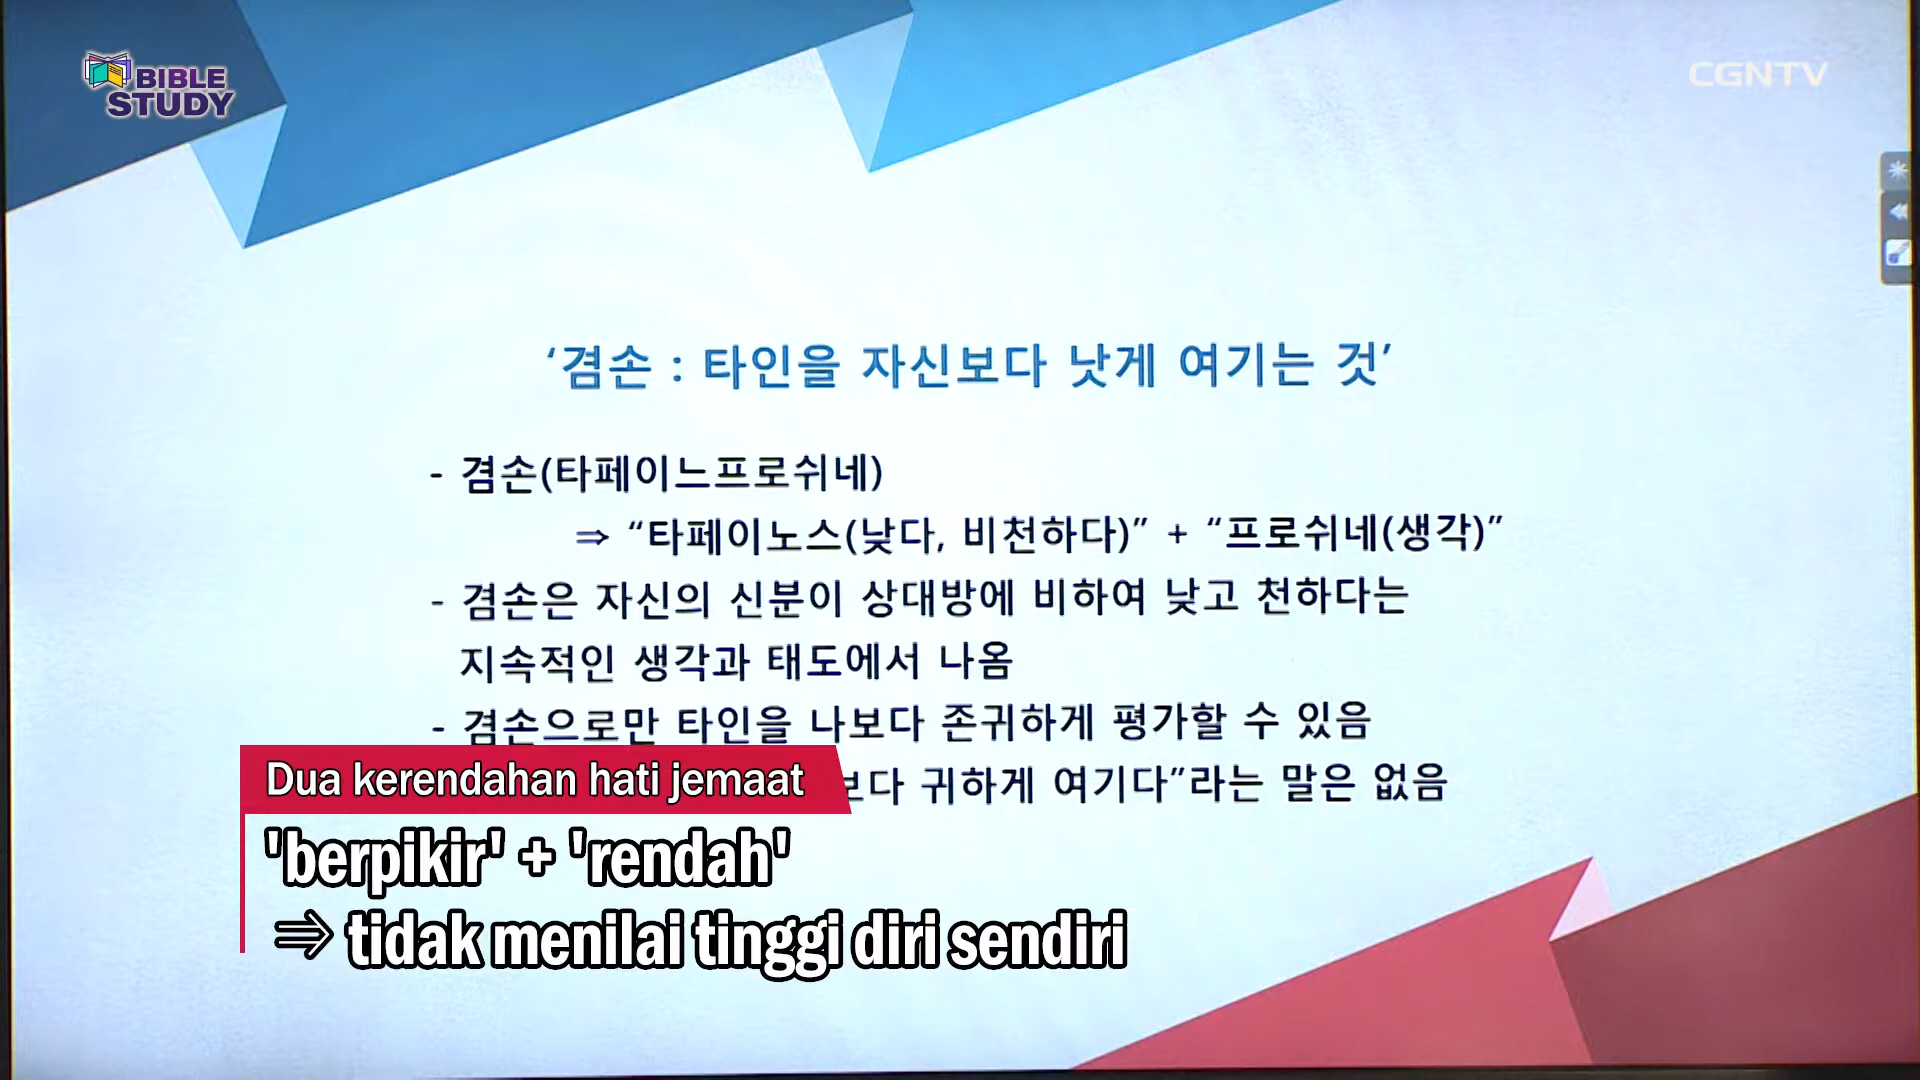 BIBLE
STUDY
CGNTV
‘겸손 : 타인을 자신보다 낫게 여기는 것’
- 겸손(타페이느프로쉬네)
⇒ “타페이노스(낮다, 비천하다)” + “프로쉬네(생각)”
- 겸손은 자신의 신분이 상대방에 비하여 낮고 천하다는
지속적인 생각과 태도에서 나옴
- 겸손으로만 타인을 나보다 존귀하게 평가할 수 있음
귀하게 여기다”라는 말은 없음
Dua kerendahan hati jemaat
'berpikir' + 'rendah'
⇒ tidak menilai tinggi diri sendiri